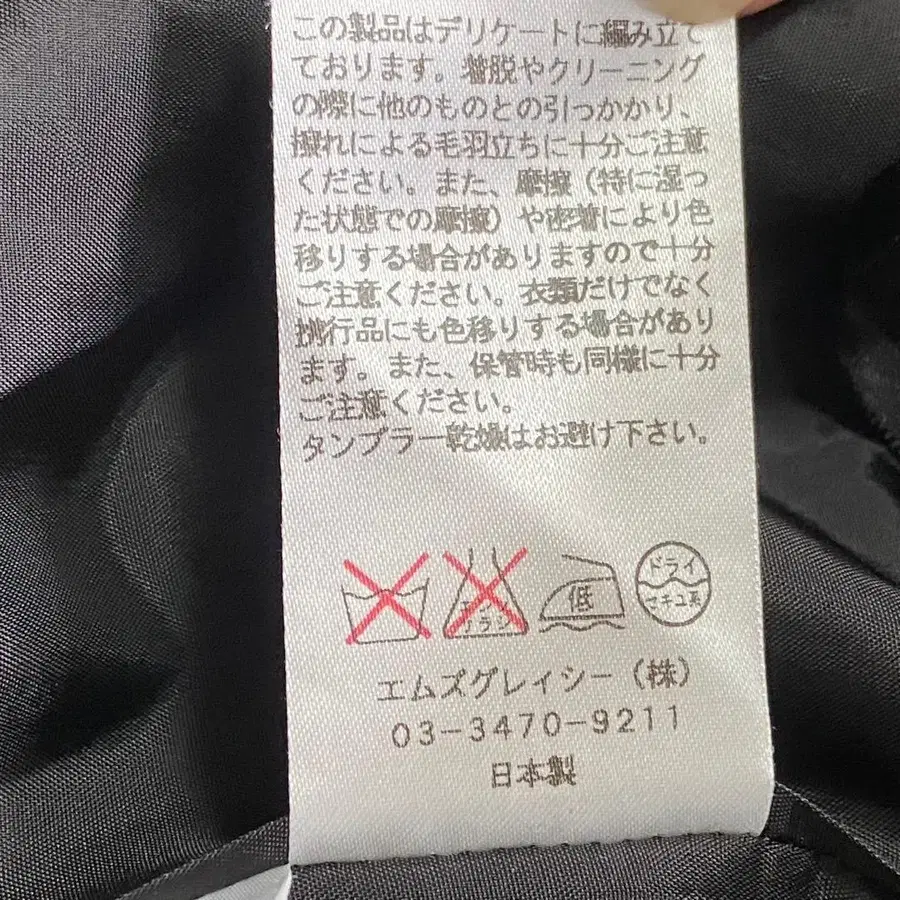 この製品はデリケートに編み立て
ております。着脱やクリーニング
の際に他のものとの引っかかり、
擦れによる毛羽立ちに十分ご注意
ください。また、摩擦（特に湿っ
た状態での摩擦）や密着により色
移りする場合がありますので十分
ご注意ください。衣類だけでなく
携行品にも色移りする場合があり
ます。また、保管時も同様に十分
ご注意ください。
タンブラー乾燥はお避け下さい。
エンソ
サラシ
低
ドライ
セキユ系
エムズグレイシー（株）
03-3470-9211
日本製